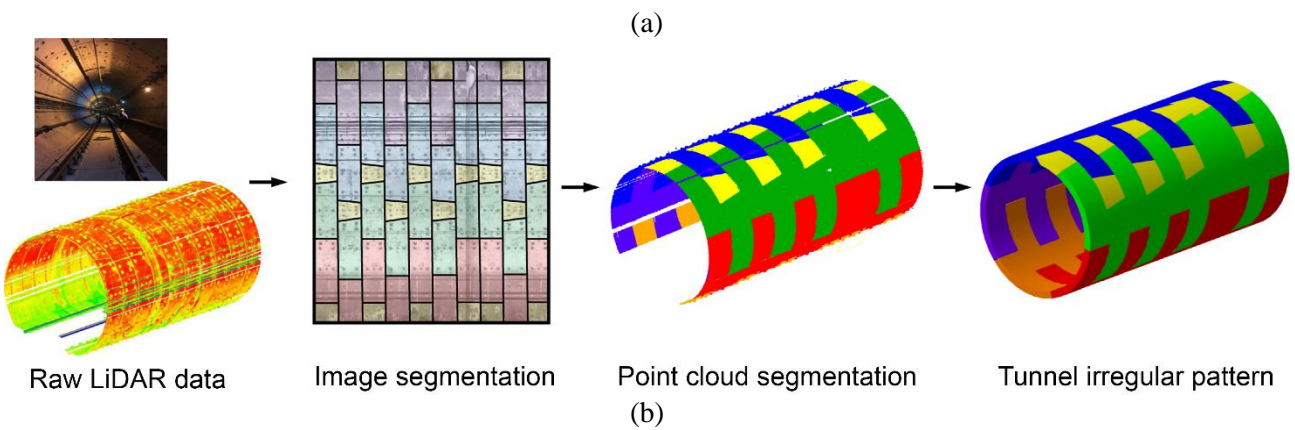 (a)
Raw LiDAR data
Image segmentation
Point cloud segmentation
Tunnel irregular pattern
(b)